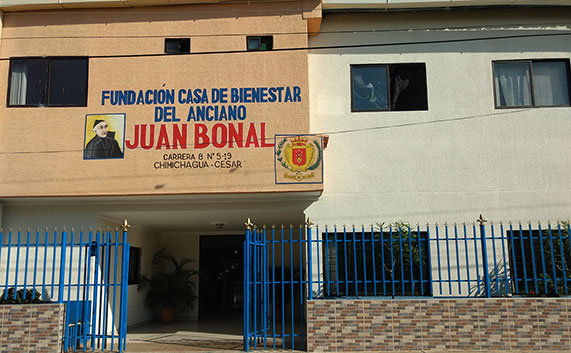 FUNDACIÓN CASA DE BIENESTAR
DEL ANCIANO
JUAN BONAL
CARRERA 8 N° 5-19
CHIMICHAGUA - CESAR